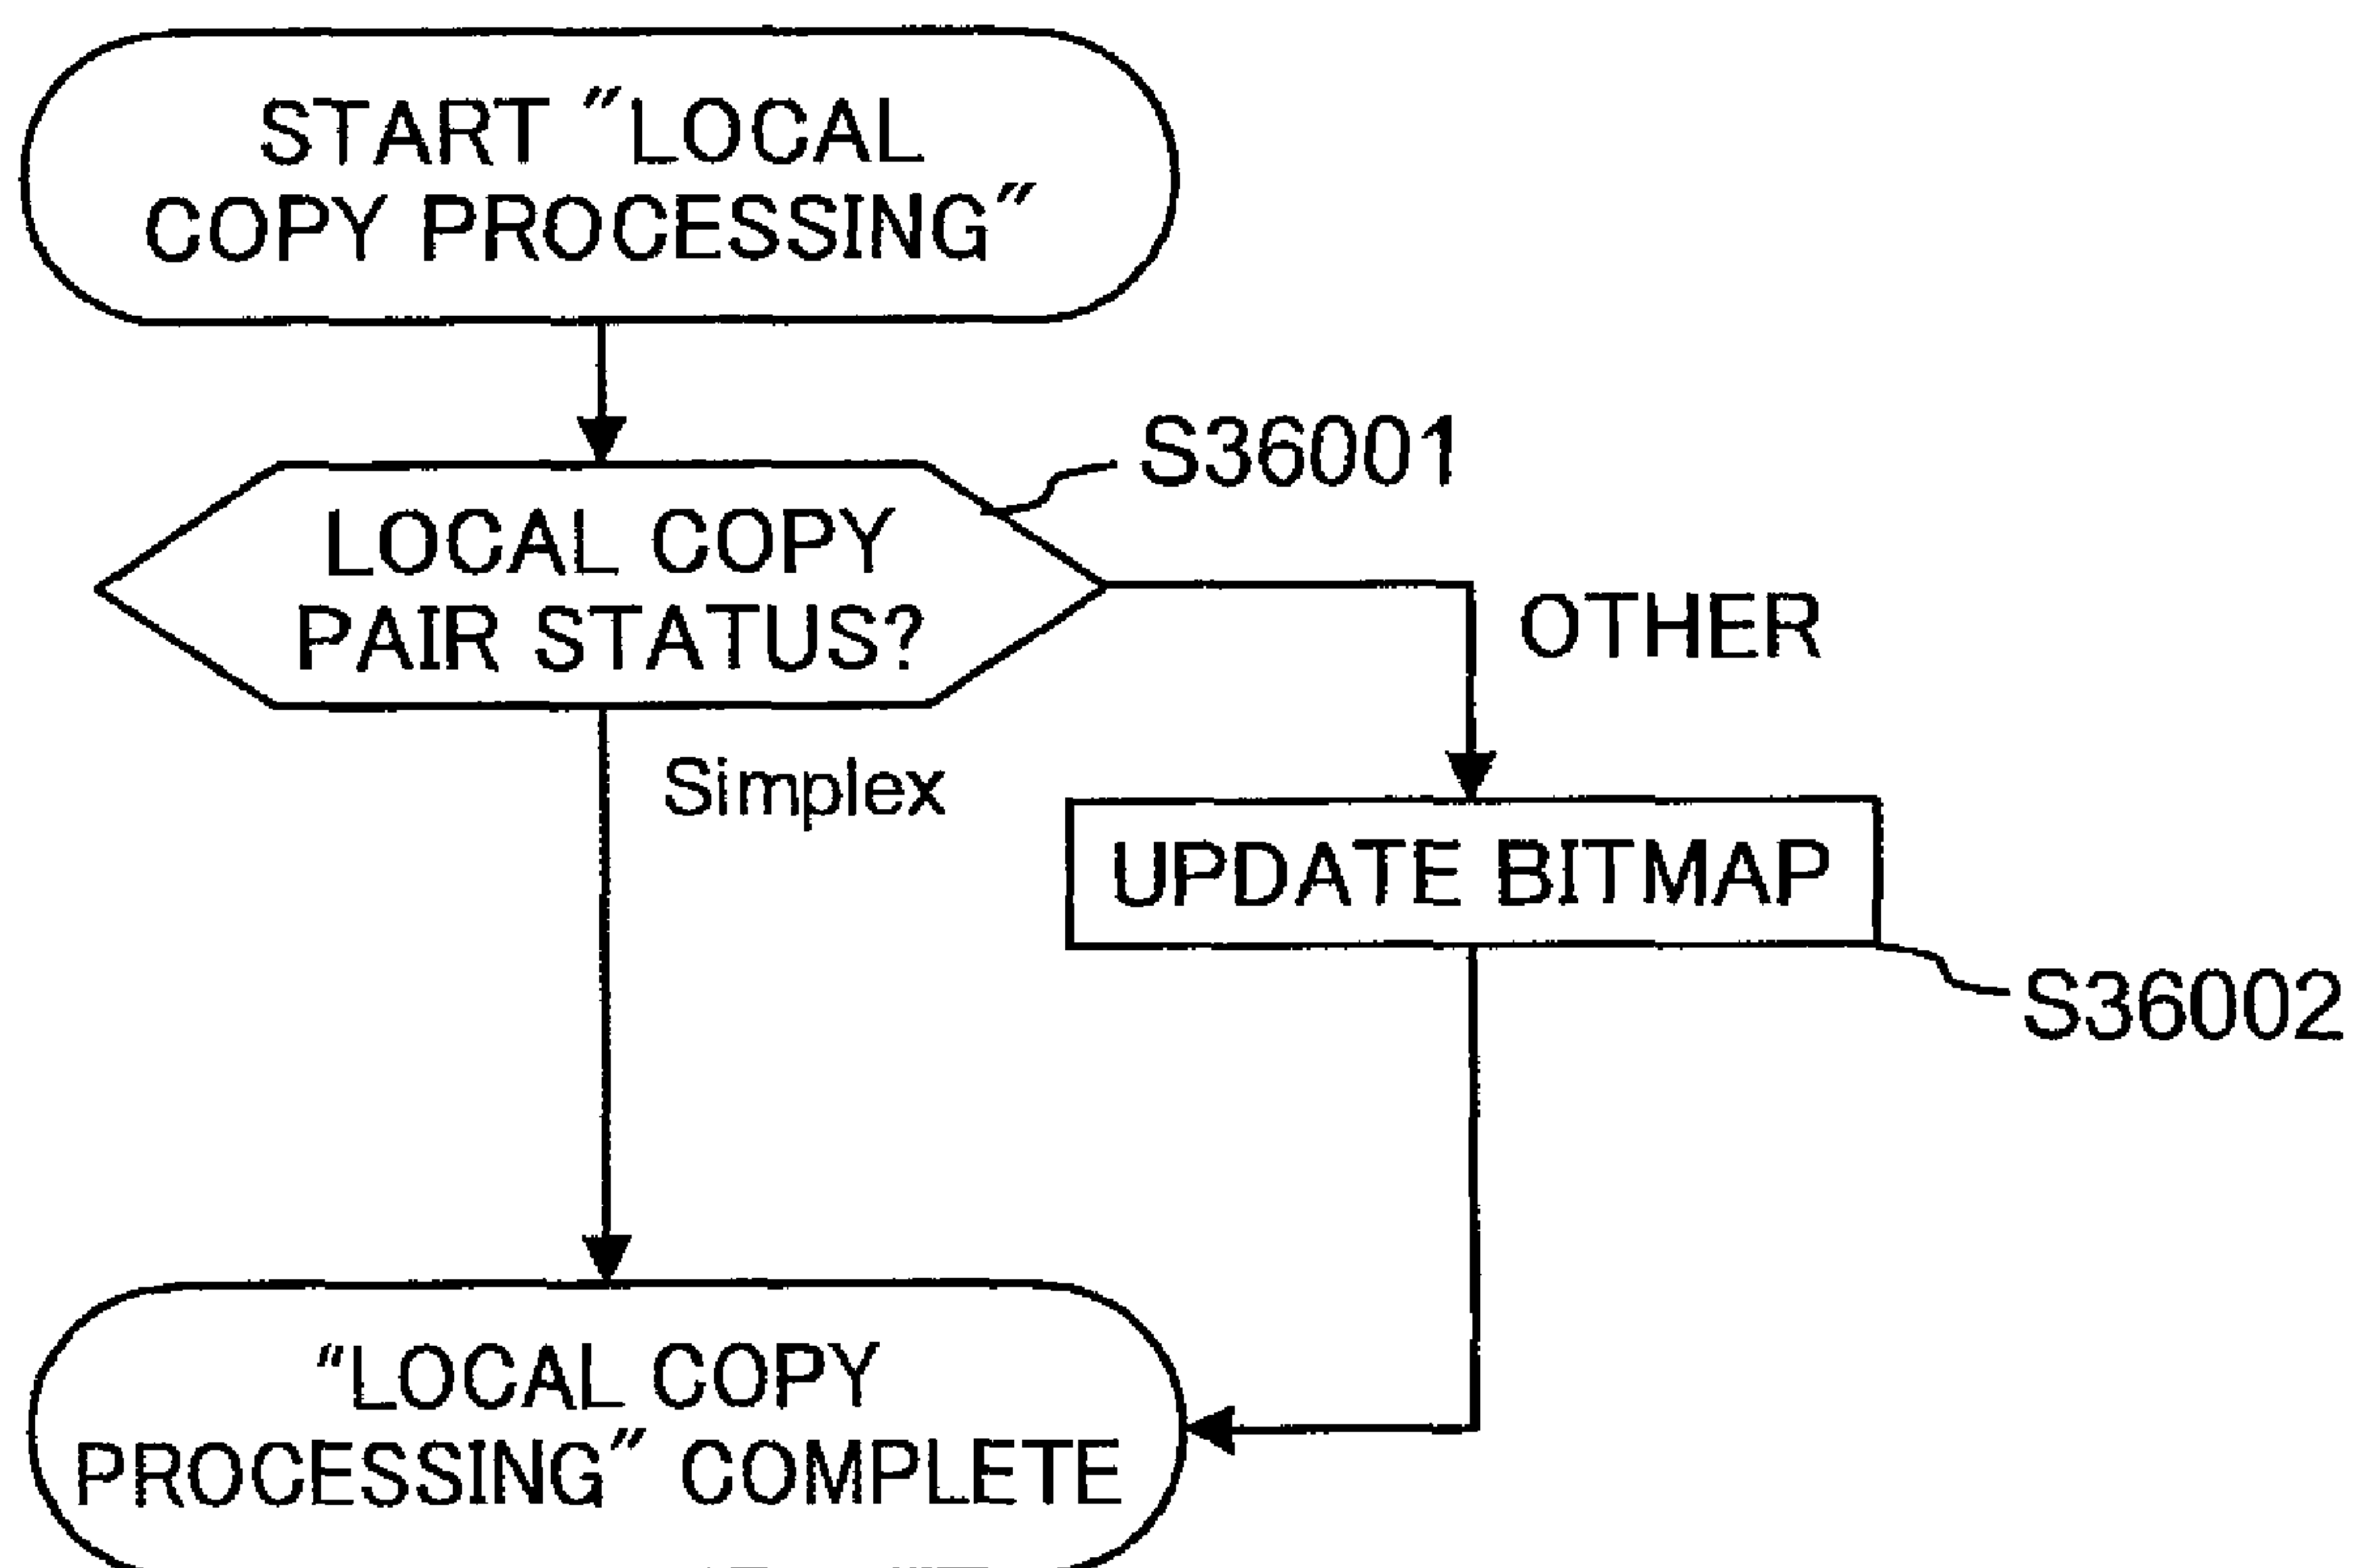 START "LOCAL
COPY PROCESSING"
S36001
LOCAL COPY
PAIR STATUS?
OTHER
Simplex
UPDATE BITMAP
S36002
"LOCAL COPY
PROCESSING" COMPLETE